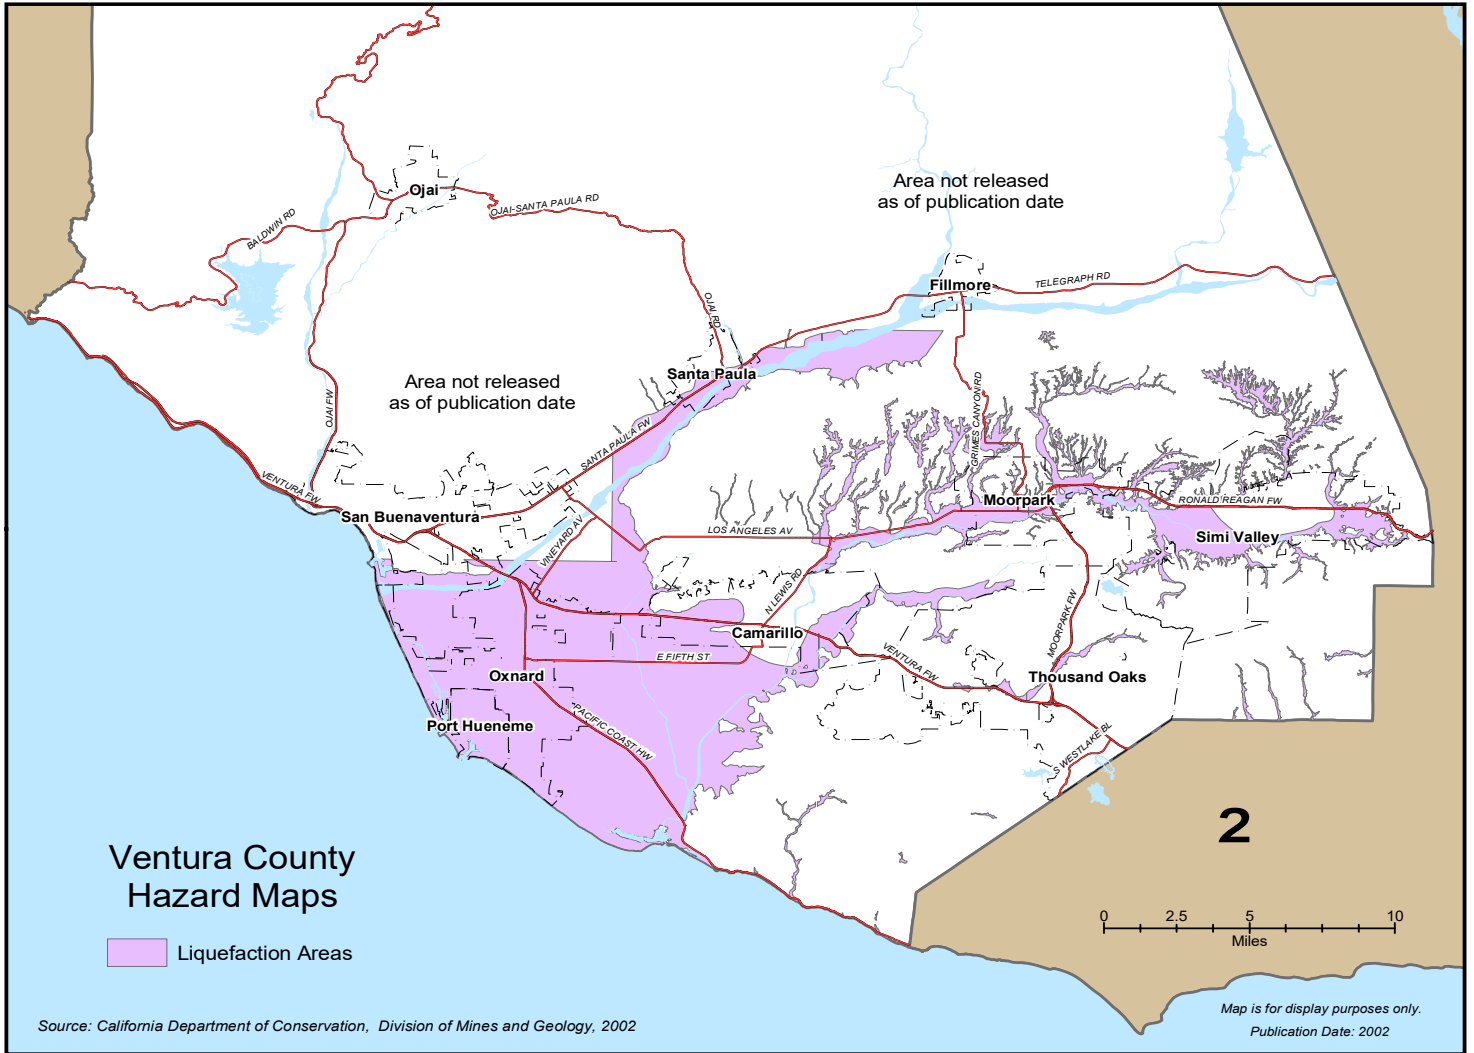 Ojai
OJAI-SANTA PAULA RD
BALDWIN RD
Area not released
as of publication date
Fillmore
TELEGRAPH RD
OJAI RD
Santa Paula
Area not released
as of publication date
OJAI FW
SANTA PAULA FW
GRIMES CANYON RD
VENTURA FW
San Buenaventura
Moorpark
RONALD REAGAN FW
LOS ANGELES AV
VINEYARD AV
Simi Valley
N LEWIS RD
MOORPARK FW
Camarillo
E FIFTH ST
VENTURA FW
Oxnard
Thousand Oaks
PACIFIC COAST HW
Port Hueneme
S WESTLAKE BL
2
Ventura County
Hazard Maps
Liquefaction Areas
0 2.5 5 10
Miles
Source: California Department of Conservation, Division of Mines and Geology, 2002
Map is for display purposes only.
Publication Date: 2002